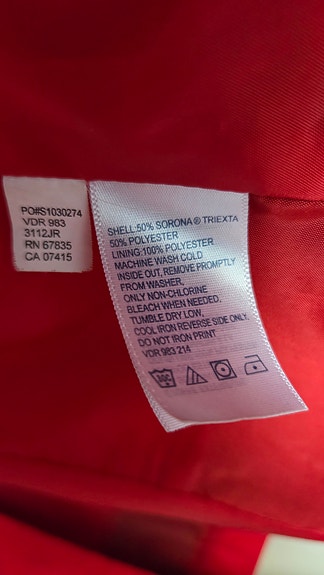 PO#S1030274
VDR 983
3112JR
RN 67835
CA 07415
SHELL:50% SORONA® TRIEXTA
50% POLYESTER
LINING:100% POLYESTER
MACHINE WASH COLD
INSIDE OUT, REMOVE PROMPTLY
FROM WASHER.
ONLY NON-CHLORINE
BLEACH WHEN NEEDED,
TUMBLE DRY LOW,
COOL IRON REVERSE SIDE ONLY.
DO NOT IRON PRINT
VDR 983 214